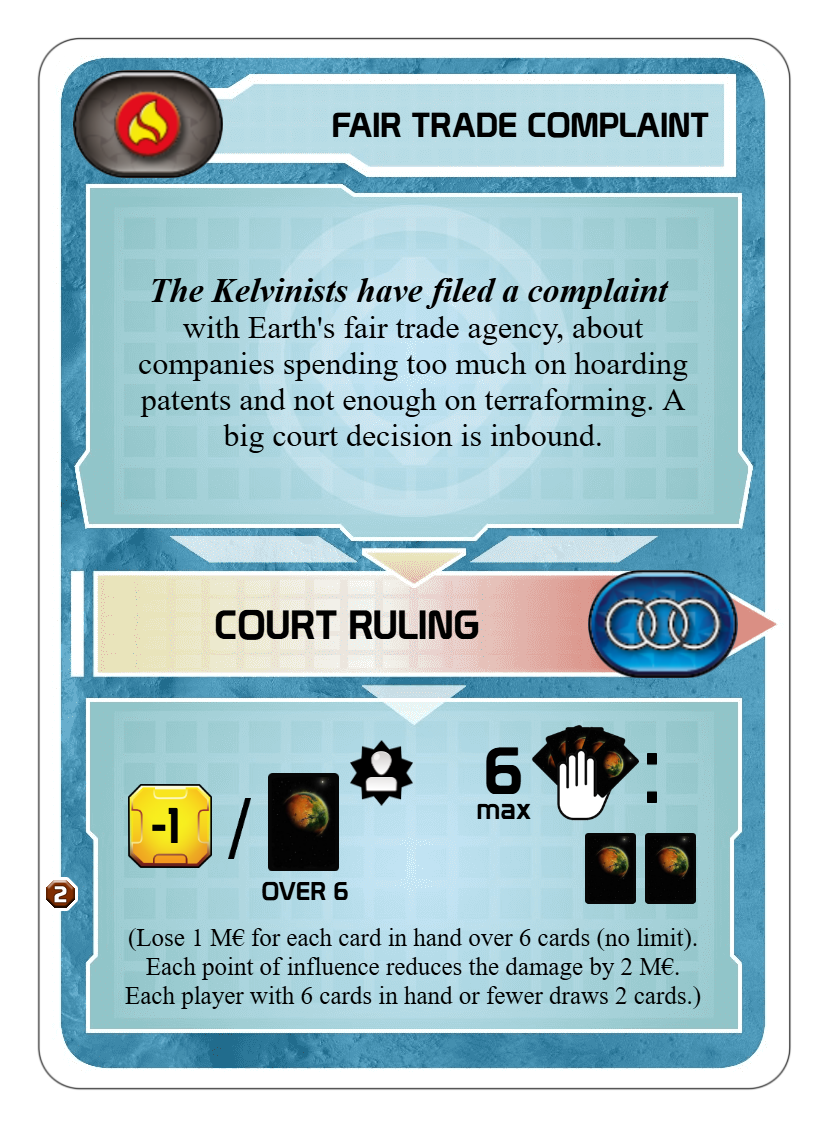 FAIR TRADE COMPLAINT
The Kelvinists have filed a complaint
with Earth's fair trade agency, about
companies spending too much on hoarding
patents and not enough on terraforming. A
big court decision is inbound.
COURT RULING
-1 / OVER 6
6 max :
2
(Lose 1 M€ for each card in hand over 6 cards (no limit).
Each point of influence reduces the damage by 2 M€.
Each player with 6 cards in hand or fewer draws 2 cards.)